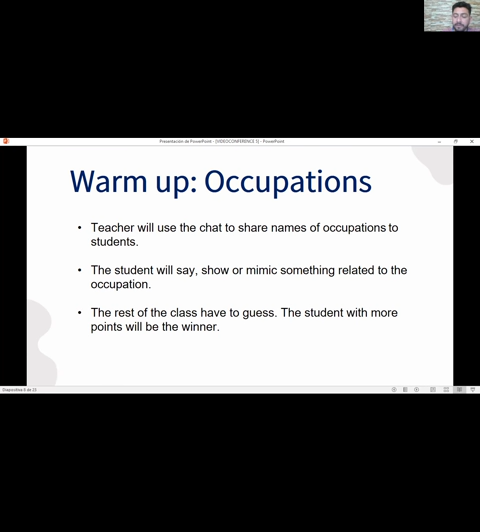 Presentación de PowerPoint - [VIDEOCONFERENCE 5] - PowerPoint
Warm up: Occupations
• Teacher will use the chat to share names of occupations to
students.
• The student will say, show or mimic something related to the
occupation.
• The rest of the class have to guess. The student with more
points will be the winner.
Diapositiva 6 de 23